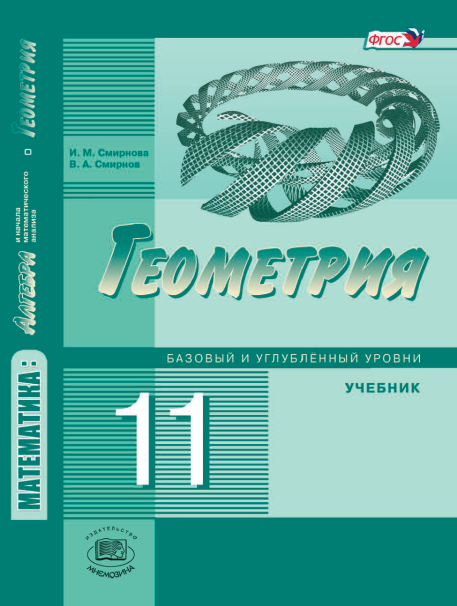 ФГОС
И. М. Смирнова
В. А. Смирнов
ГЕОМЕТРИЯ
БАЗОВЫЙ И УГЛУБЛЁННЫЙ УРОВНИ
УЧЕБНИК
11
ИЗДАТЕЛЬСТВО
МНЕМОЗИНА
МАТЕМАТИКА:
АЛГЕБРА
и начала
математического
анализа
ГЕОМЕТРИЯ